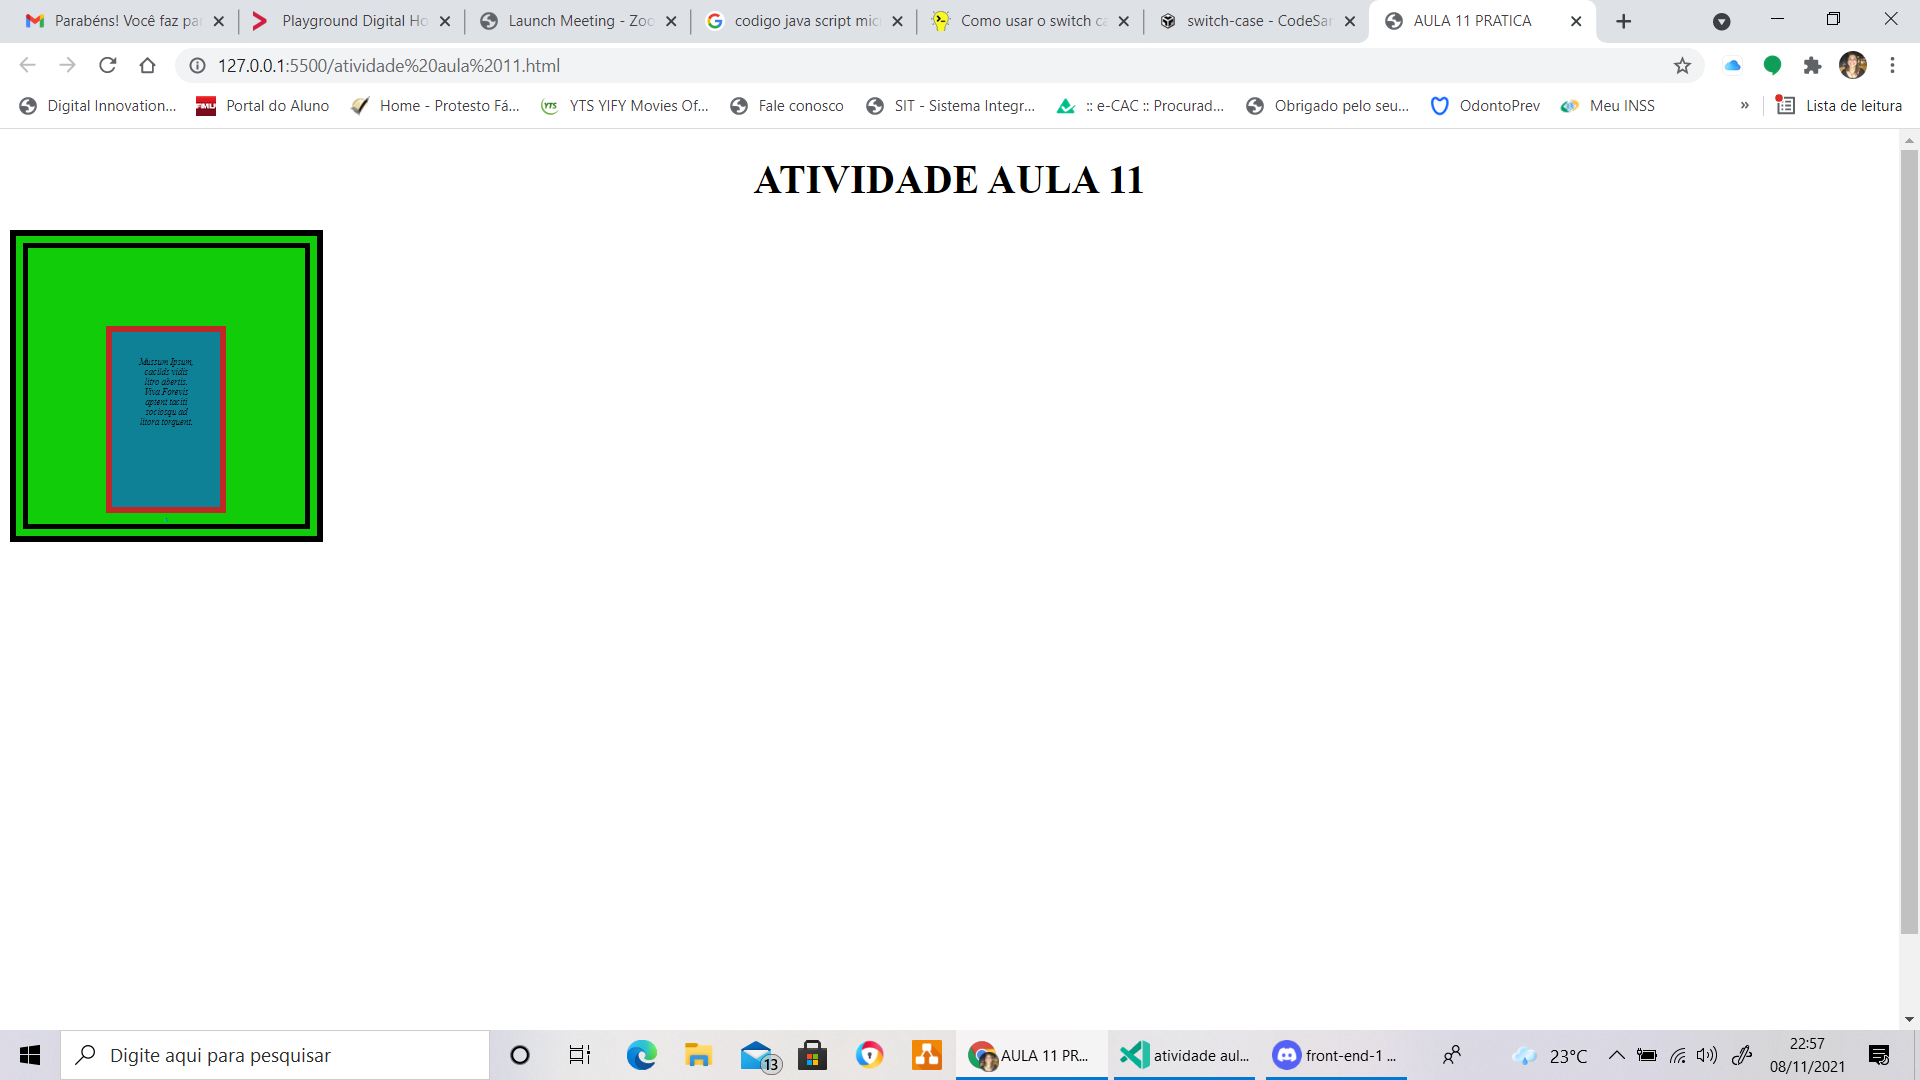 Parabéns! Você faz pa
Playground Digital Ho
Launch Meeting - Zoo
codigo java script mic
Como usar o switch ca
switch-case - CodeSan
AULA 11 PRATICA
127.0.0.1:5500/atividade%20aula%2011.html
Digital Innovation...
FMU
Portal do Aluno
Home - Protesto Fá...
YTS
YTS YIFY Movies Of...
Fale conosco
SIT - Sistema Integr...
:: e-CAC :: Procurad...
Obrigado pelo seu...
OdontoPrev
Meu INSS
»
Lista de leitura
ATIVIDADE AULA 11
Mussum Ipsum,
cacilds vidis
litro abertis.
Viva Forevis
aptent taciti
sociosqu ad
litora torquent.
Digite aqui para pesquisar
13
AULA 11 PR...
atividade aul...
front-end-1 ...
23°C
22:57
08/11/2021